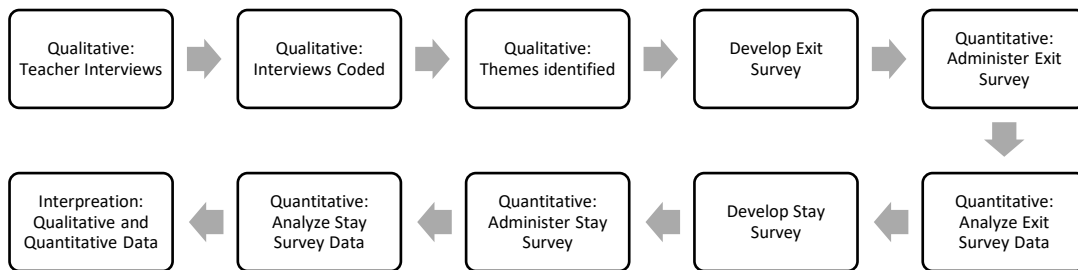 Qualitative:
Teacher Interviews
Qualitative:
Interviews Coded
Qualitative:
Themes identified
Develop Exit
Survey
Quantitative:
Administer Exit
Survey
Quantitative:
Analyze Exit
Survey Data
Develop Stay
Survey
Quantitative:
Administer Stay
Survey
Quantitative:
Analyze Stay
Survey Data
Interpreation:
Qualitative and
Quantitative Data